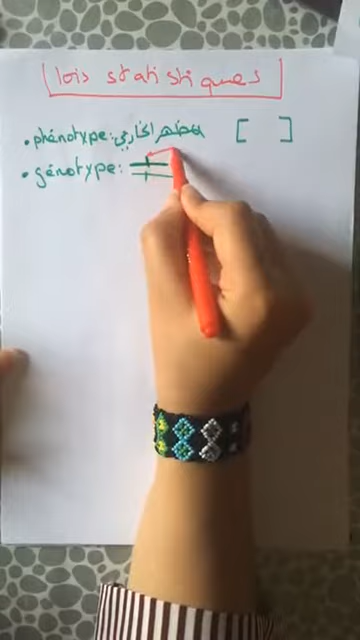 lois statistiques
• phénotype: المظهر الخارجي [ ]
• génotype: